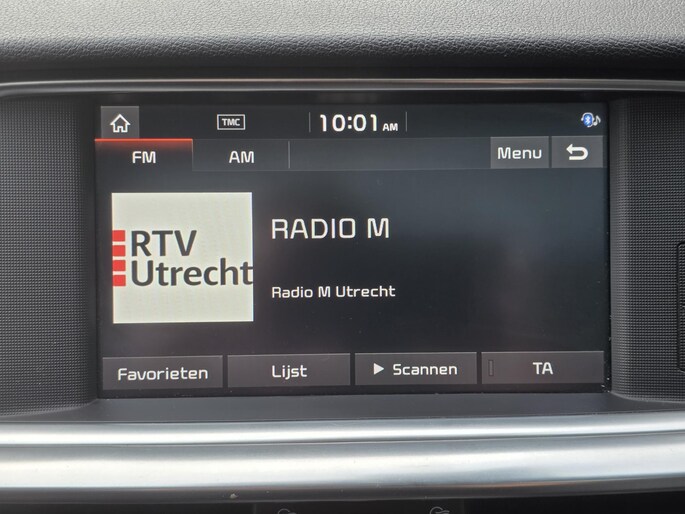 TMC
10:01 AM
FM
AM
Menu
RTV
Utrecht
RADIO M
Radio M Utrecht
Favorieten
Lijst
Scannen
TA